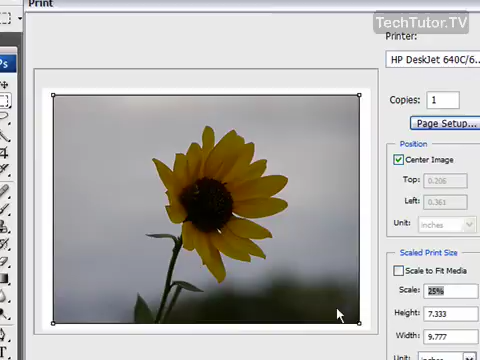 Print
TechTutor.TV
Printer:
HP DeskJet 640C/6...
Copies: 1
Page Setup...
Position
Center Image
Top: 0.206
Left: 0.361
Unit: inches
Scaled Print Size
Scale to Fit Media
Scale: 25%
Height: 7.333
Width: 9.777
Unit: inches